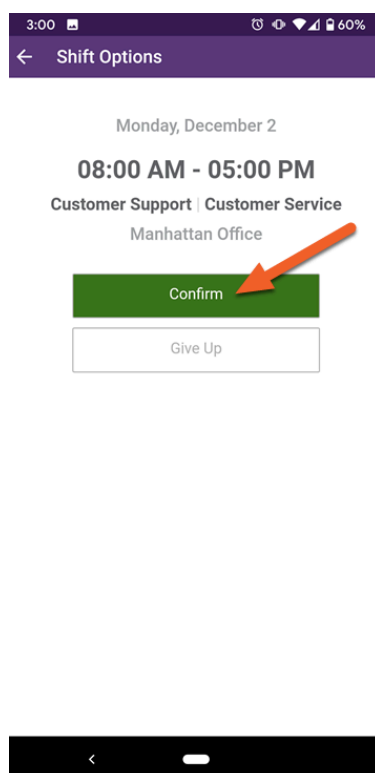 3:00 60%
Shift Options
Monday, December 2
08:00 AM - 05:00 PM
Customer Support | Customer Service
Manhattan Office
Confirm
Give Up